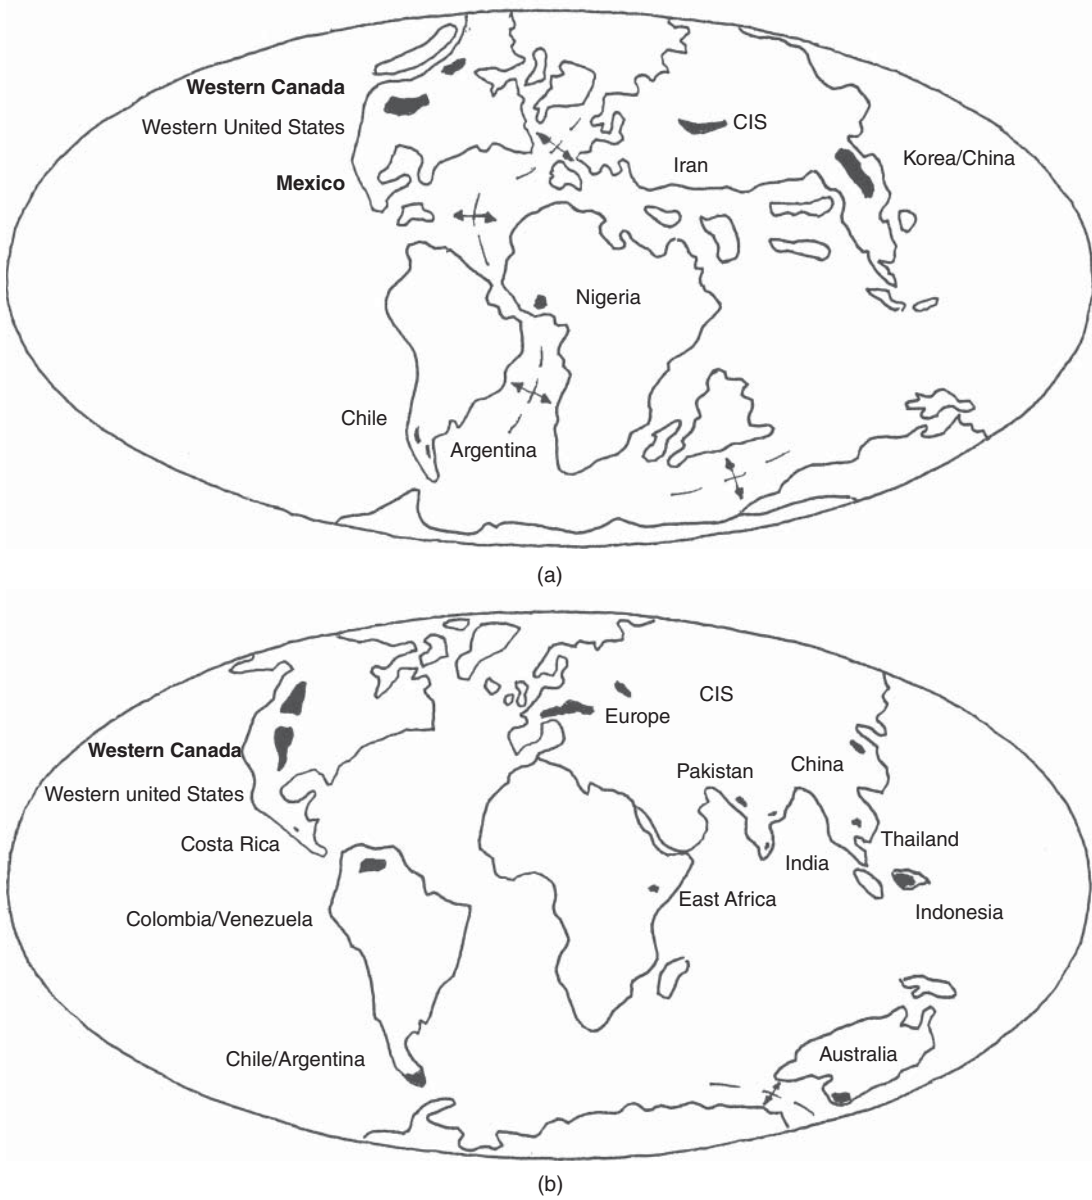 Western Canada
Western United States
CIS
Korea/China
Iran
Mexico
Nigeria
Chile
Argentina
(a)
CIS
Europe
Western Canada
Pakistan
China
Western united States
Costa Rica
Thailand
India
East Africa
Indonesia
Colombia/Venezuela
Chile/Argentina
Australia
(b)